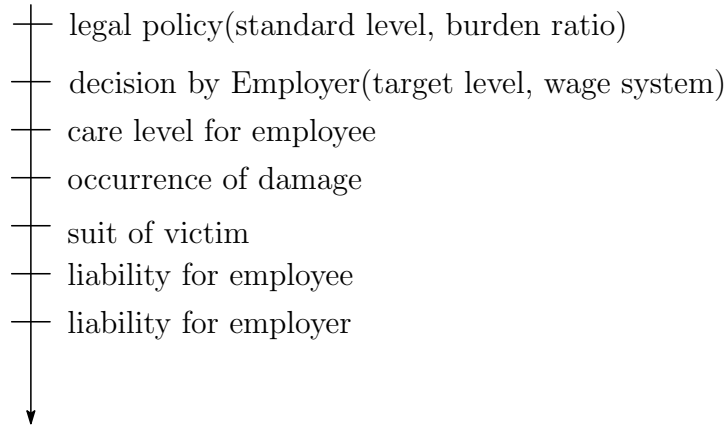 legal policy(standard level, burden ratio)
decision by Employer(target level, wage system)
care level for employee
occurrence of damage
suit of victim
liability for employee
liability for employer